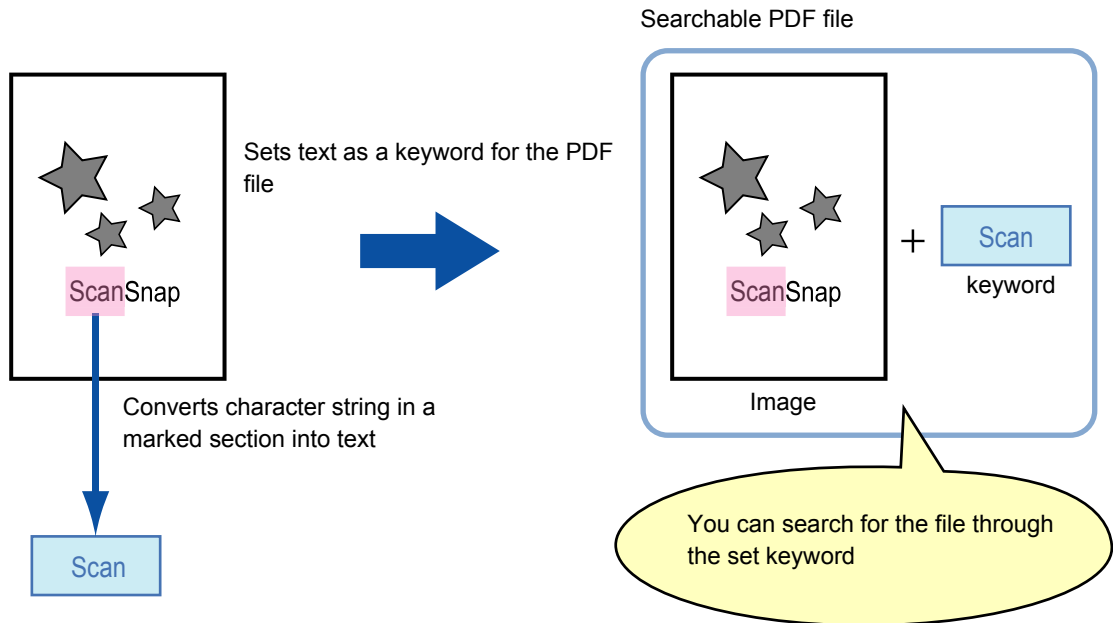 Searchable PDF file
Sets text as a keyword for the PDF
file
ScanSnap
Converts character string in a
marked section into text
Scan
ScanSnap
Image
+
Scan
keyword
You can search for the file through
the set keyword